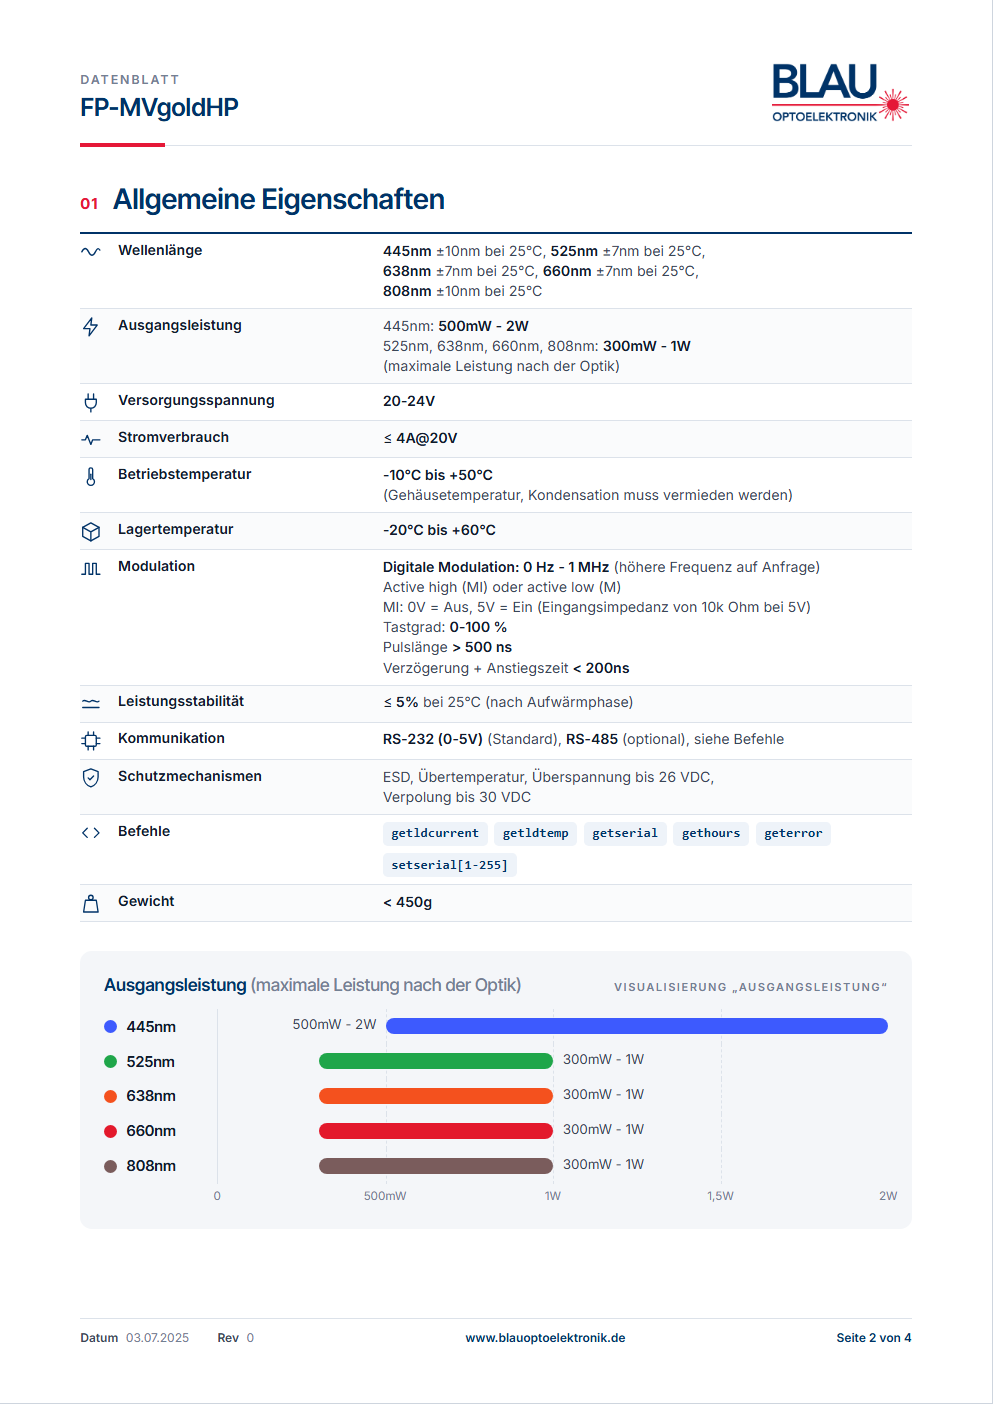 DATENBLATT
FP-MVgoldHP
BLAU
OPTOELEKTRONIK
01 Allgemeine Eigenschaften
Wellenlänge
445nm ±10nm bei 25°C, 525nm ±7nm bei 25°C,
638nm ±7nm bei 25°C, 660nm ±7nm bei 25°C,
808nm ±10nm bei 25°C
Ausgangsleistung
445nm: 500mW - 2W
525nm, 638nm, 660nm, 808nm: 300mW - 1W
(maximale Leistung nach der Optik)
Versorgungsspannung 20-24V
Stromverbrauch ≤ 4A@20V
Betriebstemperatur -10°C bis +50°C
(Gehäusetemperatur, Kondensation muss vermieden werden)
Lagertemperatur -20°C bis +60°C
Modulation Digitale Modulation: 0 Hz - 1 MHz (höhere Frequenz auf Anfrage)
Active high (MI) oder active low (M)
MI: 0V = Aus, 5V = Ein (Eingangsimpedanz von 10k Ohm bei 5V)
Tastgrad: 0-100 %
Pulslänge > 500 ns
Verzögerung + Anstiegszeit < 200ns
Leistungsstabilität ≤ 5% bei 25°C (nach Aufwärmphase)
Kommunikation RS-232 (0-5V) (Standard), RS-485 (optional), siehe Befehle
Schutzmechanismen ESD, Übertemperatur, Überspannung bis 26 VDC,
Verpolung bis 30 VDC
Befehle getldcurrent getldtemp getserial gethours geterror
setserial[1-255]
Gewicht < 450g
Ausgangsleistung (maximale Leistung nach der Optik) VISUALISIERUNG „AUSGANGSLEISTUNG“
445nm 500mW - 2W
525nm 300mW - 1W
638nm 300mW - 1W
660nm 300mW - 1W
808nm 300mW - 1W
0 500mW 1W 1,5W 2W
Datum 03.07.2025 Rev 0 www.blauoptoelektronik.de Seite 2 von 4